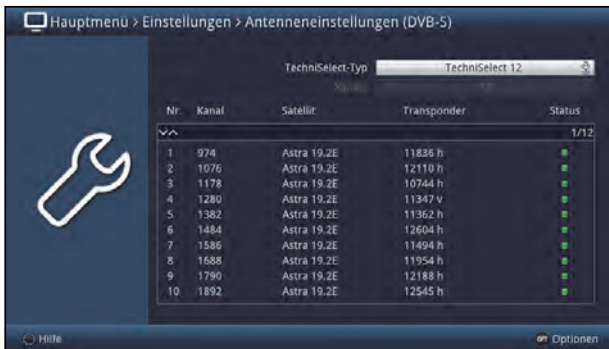 Hauptmenü > Einstellungen > Antenneneinstellungen (DVB-S)
TechniSelect-Typ TechniSelect 12
Nr. Kanal Satellit Transponder Status
1/12
1 974 Astra 19.2E 11836 h
2 1076 Astra 19.2E 12110 h
3 1178 Astra 19.2E 10744 h
4 1280 Astra 19.2E 11347 v
5 1382 Astra 19.2E 11362 h
6 1484 Astra 19.2E 12604 h
7 1586 Astra 19.2E 11494 h
8 1688 Astra 19.2E 11954 h
9 1790 Astra 19.2E 12188 h
10 1892 Astra 19.2E 12545 h
Hilfe OPT Optionen